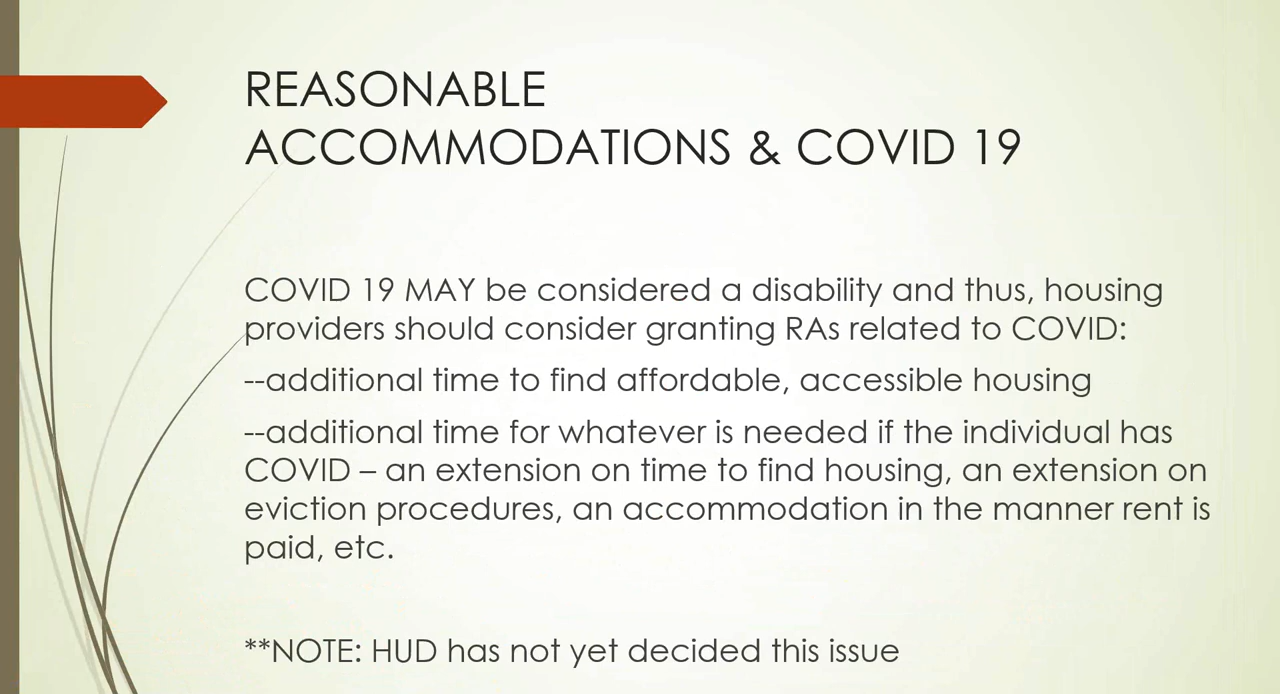 REASONABLE
ACCOMMODATIONS & COVID 19
COVID 19 MAY be considered a disability and thus, housing
providers should consider granting RAs related to COVID:
--additional time to find affordable, accessible housing
--additional time for whatever is needed if the individual has
COVID – an extension on time to find housing, an extension on
eviction procedures, an accommodation in the manner rent is
paid, etc.
**NOTE: HUD has not yet decided this issue